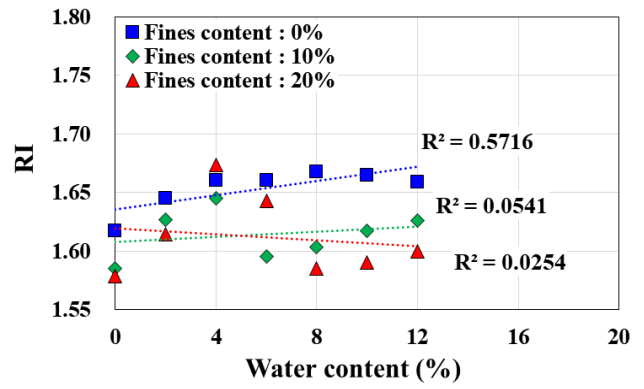 1.80
1.75
1.70
1.65
1.60
1.55
RI
Fines content : 0%
Fines content : 10%
Fines content : 20%
R² = 0.5716
R² = 0.0541
R² = 0.0254
0 4 8 12 16 20
Water content (%)